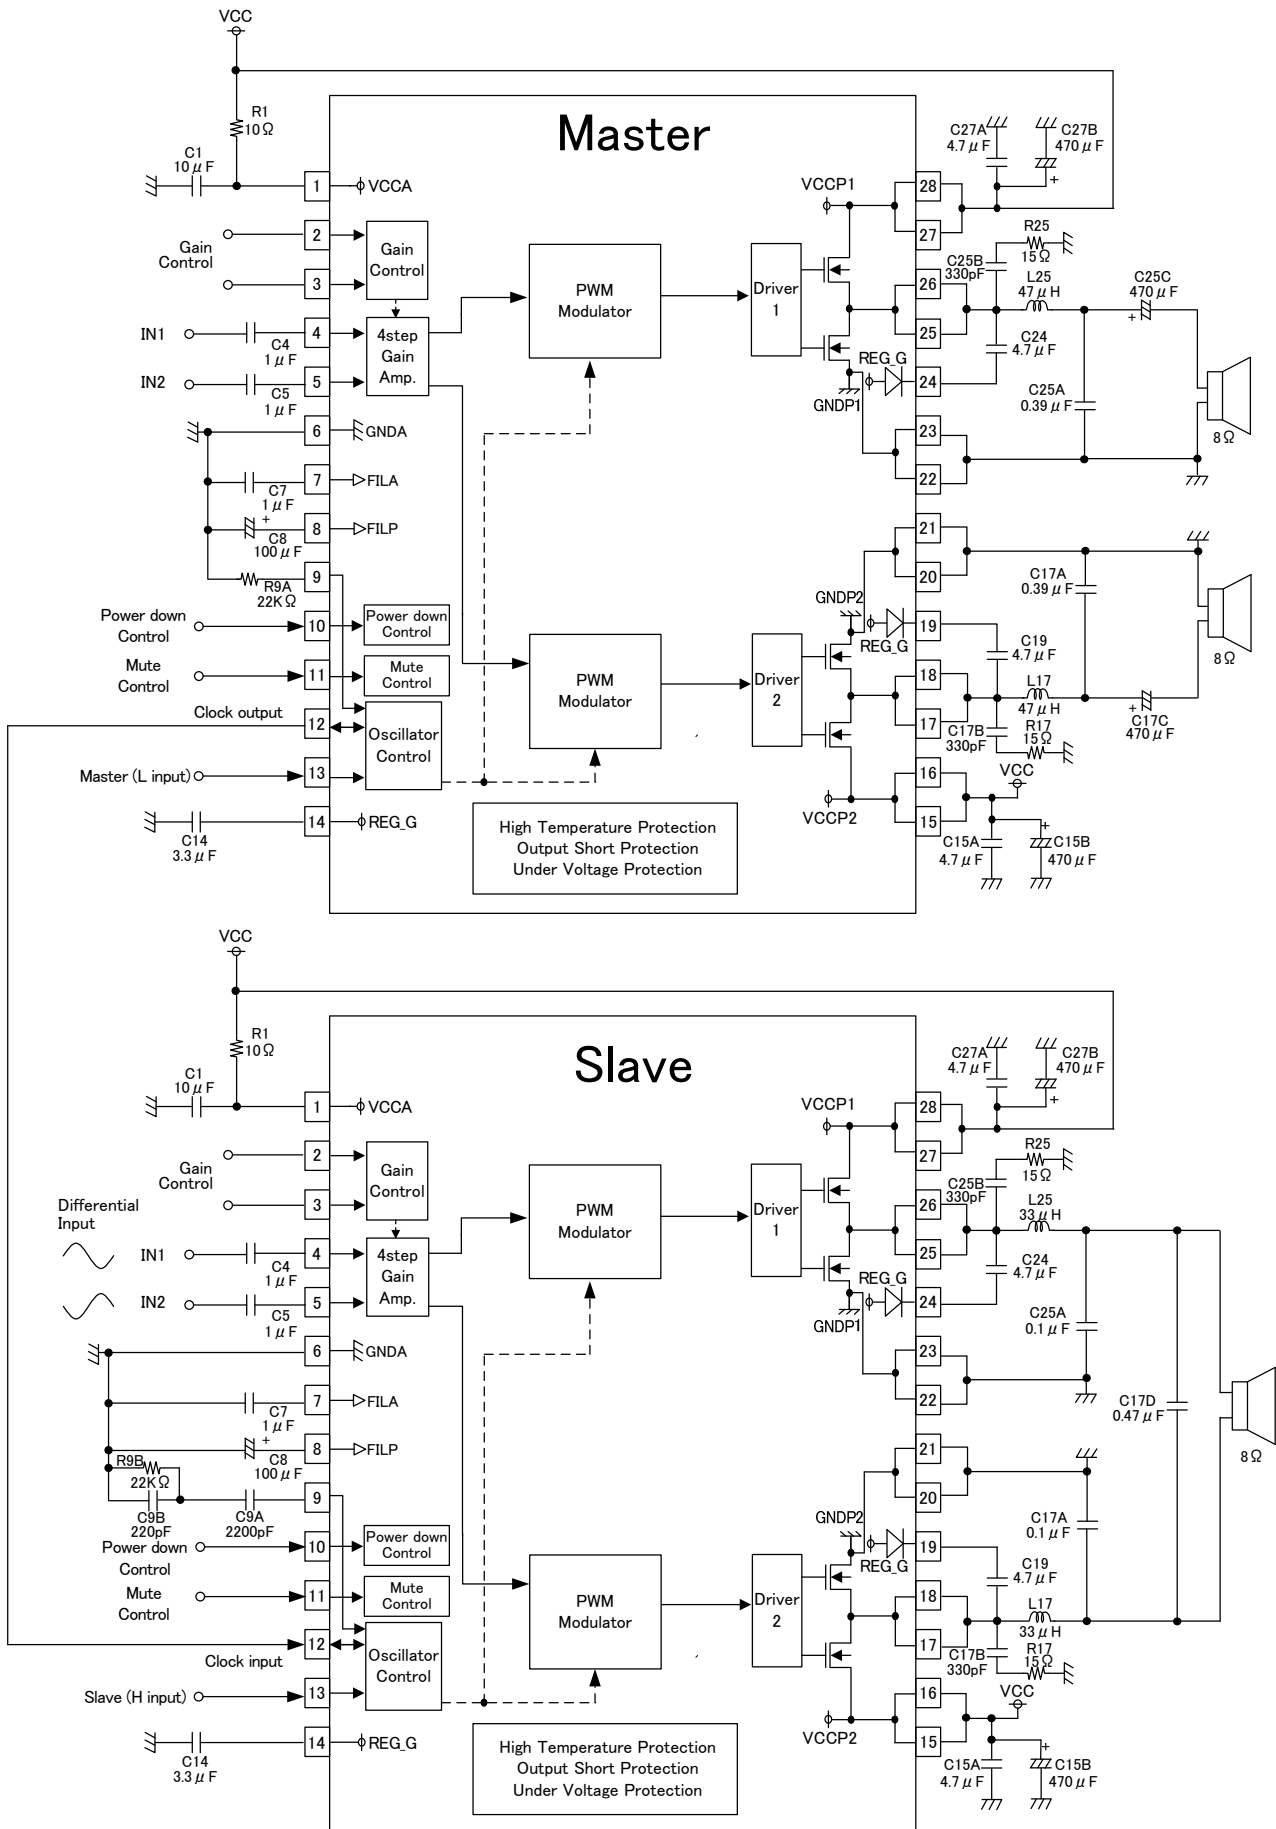 VCC
R1
10Ω
C1
10μF
Master
1
VCCA
2
Gain
Control
3
Gain
Control
IN1
C4
1μF
4
IN2
C5
1μF
5
4step
Gain
Amp.
6
GNDA
7
FILA
C7
1μF
8
FILP
+
C8
100μF
9
R9A
22KΩ
Power down
Control
10
Power down
Control
Mute
Control
11
Mute
Control
Clock output
12
Oscillator
Control
Master (L input)
13
14
REG_G
C14
3.3μF
PWM
Modulator
PWM
Modulator
High Temperature Protection
Output Short Protection
Under Voltage Protection
Driver
1
Driver
2
VCCP1
REG_G
GNDP1
GNDP2
REG_G
VCCP2
28
27
26
25
24
23
22
21
20
19
18
17
16
15
C27A
4.7μF
C27B
470μF
+
R25
15Ω
C25B
330pF
L25
47μH
C25C
470μF
+
C24
4.7μF
C25A
0.39μF
8Ω
C17A
0.39μF
C19
4.7μF
L17
47μH
+
C17C
470μF
8Ω
C17B
330pF
R17
15Ω
VCC
C15A
4.7μF
+
C15B
470μF
VCC
R1
10Ω
C1
10μF
Slave
1
VCCA
2
Gain
Control
3
Gain
Control
Differential
Input
IN1
C4
1μF
4
IN2
C5
1μF
5
4step
Gain
Amp.
6
GNDA
7
FILA
C7
1μF
8
FILP
+
C8
100μF
R9B
22KΩ
9
C9B
220pF
C9A
2200pF
Power down
Control
10
Power down
Control
Mute
Control
11
Mute
Control
12
Clock input
Oscillator
Control
Slave (H input)
13
14
REG_G
C14
3.3μF
PWM
Modulator
PWM
Modulator
High Temperature Protection
Output Short Protection
Under Voltage Protection
Driver
1
Driver
2
VCCP1
REG_G
GNDP1
GNDP2
REG_G
VCCP2
28
27
26
25
24
23
22
21
20
19
18
17
16
15
C27A
4.7μF
C27B
470μF
+
R25
15Ω
C25B
330pF
L25
33μH
C24
4.7μF
C25A
0.1μF
C17D
0.47μF
8Ω
C17A
0.1μF
C19
4.7μF
L17
33μH
C17B
330pF
R17
15Ω
VCC
C15A
4.7μF
+
C15B
470μF